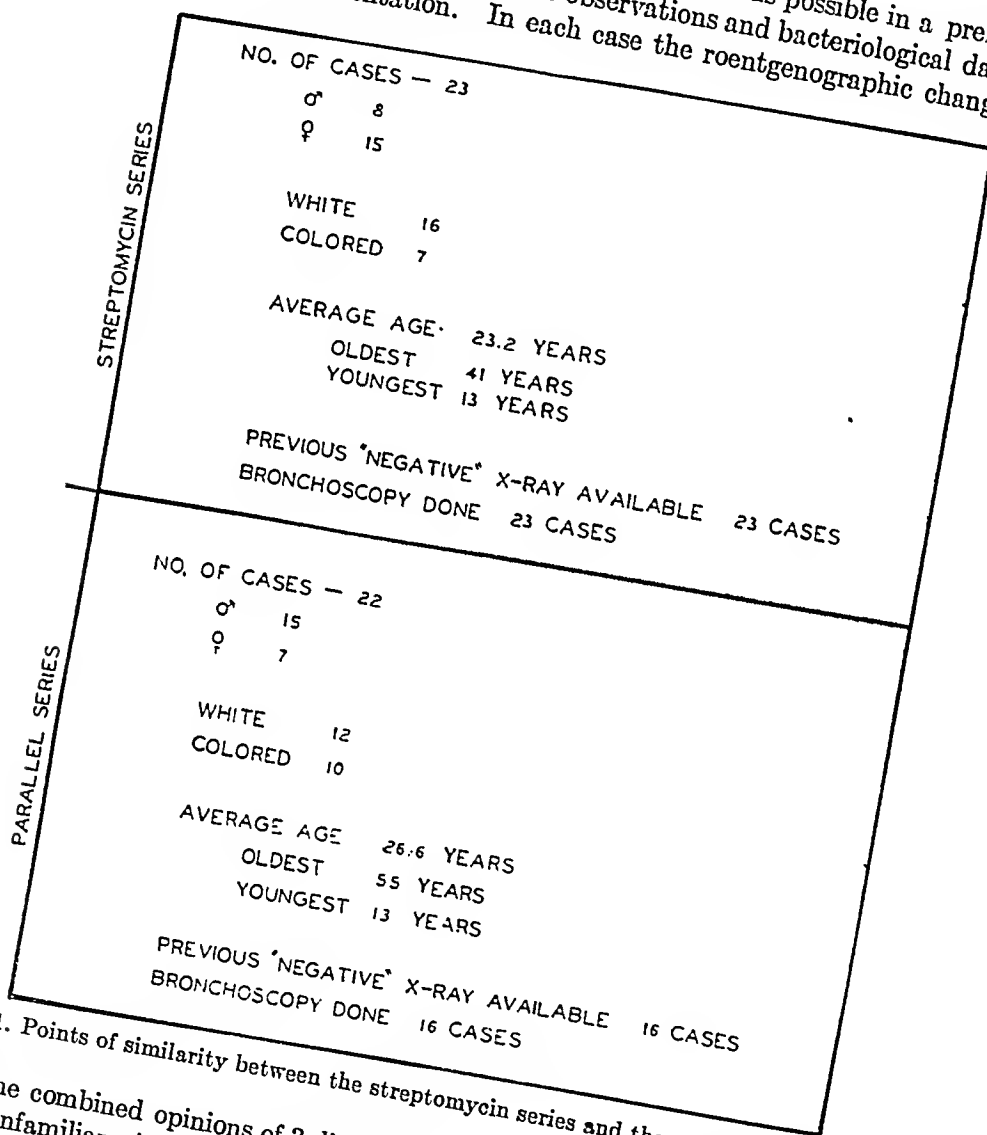 possible in a
observations and bacteriological
In each case the roentgenographic
STREPTOMYCIN SERIES
NO. OF CASES — 23
♂ 8
♀ 15
WHITE 16
COLORED 7
AVERAGE AGE· 23.2 YEARS
OLDEST 41 YEARS
YOUNGEST 13 YEARS
PREVIOUS "NEGATIVE" X-RAY AVAILABLE 23 CASES
BRONCHOSCOPY DONE 23 CASES
PARALLEL SERIES
NO. OF CASES — 22
♂ 15
♀ 7
WHITE 12
COLORED 10
AVERAGE AGE 26.6 YEARS
OLDEST 55 YEARS
YOUNGEST 13 YEARS
PREVIOUS "NEGATIVE" X-RAY AVAILABLE 16 CASES
BRONCHOSCOPY DONE 16 CASES
1. Points of similarity between the streptomycin series and
combined opinions of